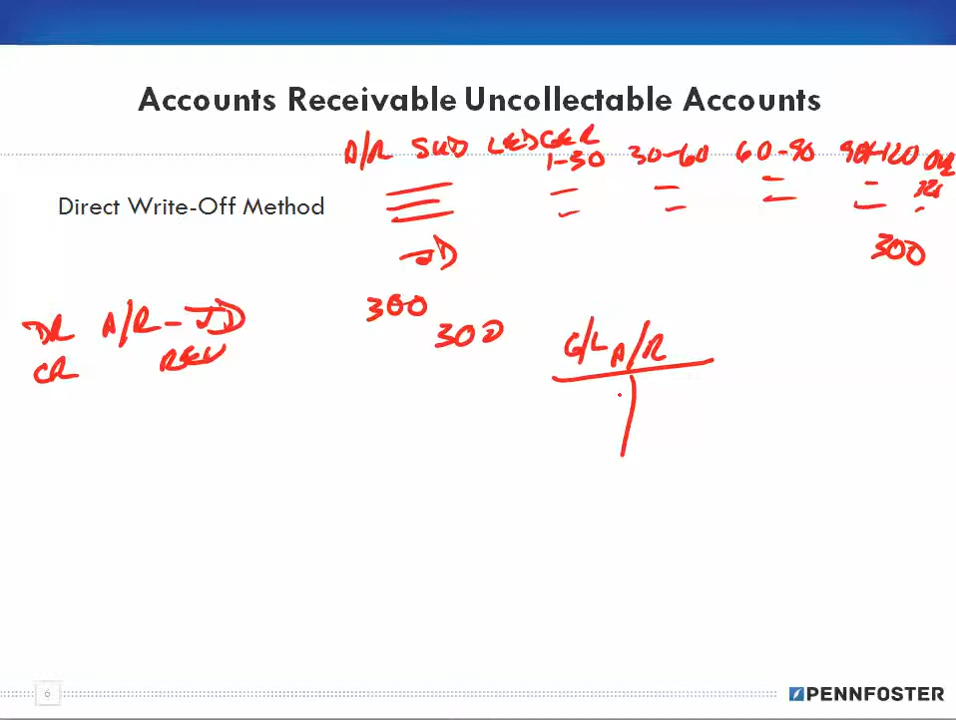 Accounts Receivable Uncollectable Accounts
A/R SUB LEDGER
1-30 30-60 60-90 90-120
Direct Write-Off Method
JD
300
300
DR A/R - JD 300
CR REV 300
G/L A/R
6
PENNFOSTER